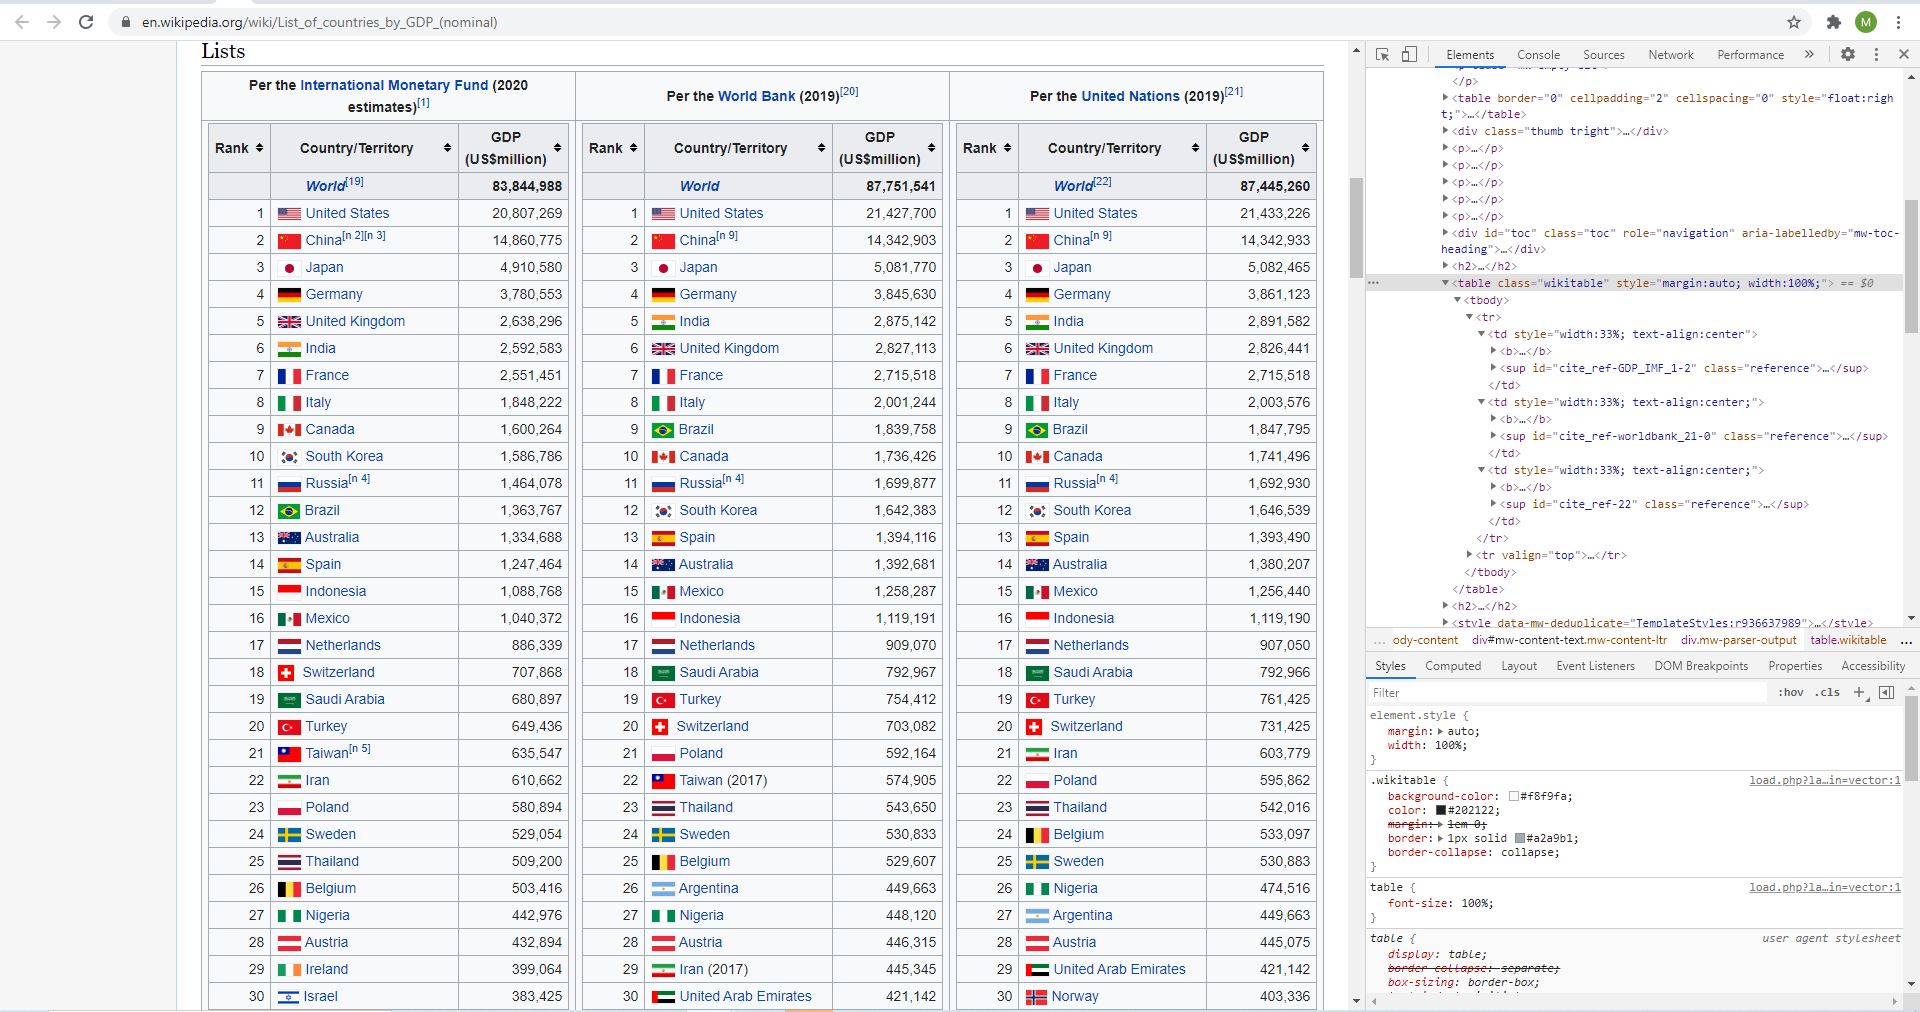 en.wikipedia.org/wiki/List_of_countries_by_GDP_(nominal)
M
Lists
Per the International Monetary Fund (2020
estimates)[1]
Rank Country/Territory GDP
(US$million)
World[19] 83,844,988
1 United States 20,807,269
2 China[n 2][n 3] 14,860,775
3 Japan 4,910,580
4 Germany 3,780,553
5 United Kingdom 2,638,296
6 India 2,592,583
7 France 2,551,451
8 Italy 1,848,222
9 Canada 1,600,264
10 South Korea 1,586,786
11 Russia[n 4] 1,464,078
12 Brazil 1,363,767
13 Australia 1,334,688
14 Spain 1,247,464
15 Indonesia 1,088,768
16 Mexico 1,040,372
17 Netherlands 886,339
18 Switzerland 707,868
19 Saudi Arabia 680,897
20 Turkey 649,436
21 Taiwan[n 5] 635,547
22 Iran 610,662
23 Poland 580,894
24 Sweden 529,054
25 Thailand 509,200
26 Belgium 503,416
27 Nigeria 442,976
28 Austria 432,894
29 Ireland 399,064
30 Israel 383,425
Per the World Bank (2019)[20]
Rank Country/Territory GDP
(US$million)
World 87,751,541
1 United States 21,427,700
2 China[n 9] 14,342,903
3 Japan 5,081,770
4 Germany 3,845,630
5 India 2,875,142
6 United Kingdom 2,827,113
7 France 2,715,518
8 Italy 2,001,244
9 Brazil 1,839,758
10 Canada 1,736,426
11 Russia[n 4] 1,699,877
12 South Korea 1,642,383
13 Spain 1,394,116
14 Australia 1,392,681
15 Mexico 1,258,287
16 Indonesia 1,119,191
17 Netherlands 909,070
18 Saudi Arabia 792,967
19 Turkey 754,412
20 Switzerland 703,082
21 Poland 592,164
22 Taiwan (2017) 574,905
23 Thailand 543,650
24 Sweden 530,833
25 Belgium 529,607
26 Argentina 449,663
27 Nigeria 448,120
28 Austria 446,315
29 Iran (2017) 445,345
30 United Arab Emirates 421,142
Per the United Nations (2019)[21]
Rank Country/Territory GDP
(US$million)
World[22] 87,445,260
1 United States 21,433,226
2 China[n 9] 14,342,933
3 Japan 5,082,465
4 Germany 3,861,123
5 India 2,891,582
6 United Kingdom 2,826,441
7 France 2,715,518
8 Italy 2,003,576
9 Brazil 1,847,795
10 Canada 1,741,496
11 Russia[n 4] 1,692,930
12 South Korea 1,646,539
13 Spain 1,393,490
14 Australia 1,380,207
15 Mexico 1,256,440
16 Indonesia 1,119,190
17 Netherlands 907,050
18 Saudi Arabia 792,966
19 Turkey 761,425
20 Switzerland 731,425
21 Iran 603,779
22 Poland 595,862
23 Thailand 542,016
24 Belgium 533,097
25 Sweden 530,883
26 Nigeria 474,516
27 Argentina 449,663
28 Austria 445,075
29 United Arab Emirates 421,142
30 Norway 403,336
Elements Console Sources Network Performance »
</p>
<table border="0" cellpadding="2" cellspacing="0" style="float:righ
t;">…</table>
<div class="thumb tright">…</div>
<p>…</p>
<p>…</p>
<p>…</p>
<p>…</p>
<p>…</p>
<div id="toc" class="toc" role="navigation" aria-labelledby="mw-toc-
heading">…</div>
<h2>…</h2>
<table class="wikitable" style="margin:auto; width:100%;"> == $0
<tbody>
<tr>
<td style="width:33%; text-align:center">
<b>…</b>
<sup id="cite_ref-GDP_IMF_1-2" class="reference">…</sup>
</td>
<td style="width:33%; text-align:center;">
<b>…</b>
<sup id="cite_ref-worldbank_21-0" class="reference">…</sup>
</td>
<td style="width:33%; text-align:center;">
<b>…</b>
<sup id="cite_ref-22" class="reference">…</sup>
</td>
</tr>
<tr valign="top">…</tr>
</tbody>
</table>
<h2>…</h2>
<style data-mw-deduplicate="TemplateStyles:r936637989">…</style>
… ody-content div#mw-content-text.mw-content-ltr div.mw-parser-output table.wikitable …
Styles Computed Layout Event Listeners DOM Breakpoints Properties Accessibility
Filter :hov .cls +
element.style {
margin: auto;
width: 100%;
}
.wikitable { load.php?la…in=vector:1
background-color: #f8f9fa;
color: #202122;
margin: 1em 0;
border: 1px solid #a2a9b1;
border-collapse: collapse;
}
table { load.php?la…in=vector:1
font-size: 100%;
}
table { user agent stylesheet
display: table;
border-collapse: separate;
box-sizing: border-box;